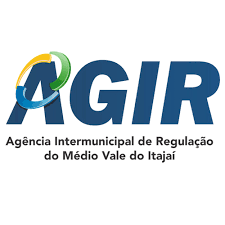 AGIR
Agência Intermunicipal de Regulação
do Médio Vale do Itajaí